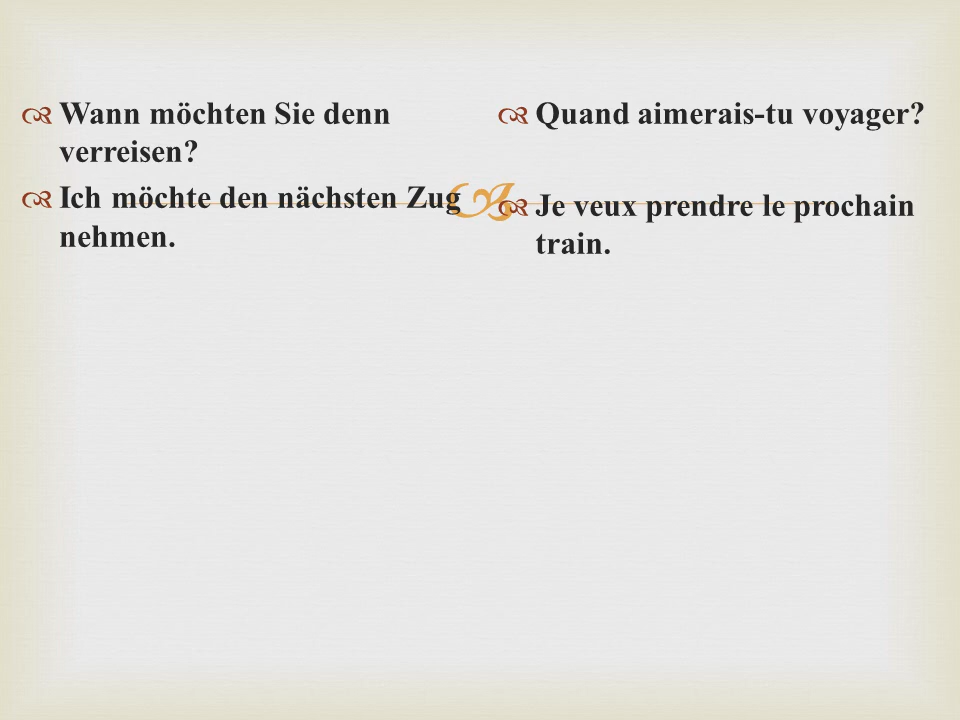 Wann möchten Sie denn
verreisen?
Ich möchte den nächsten Zug
nehmen.
Quand aimerais-tu voyager?
Je veux prendre le prochain
train.